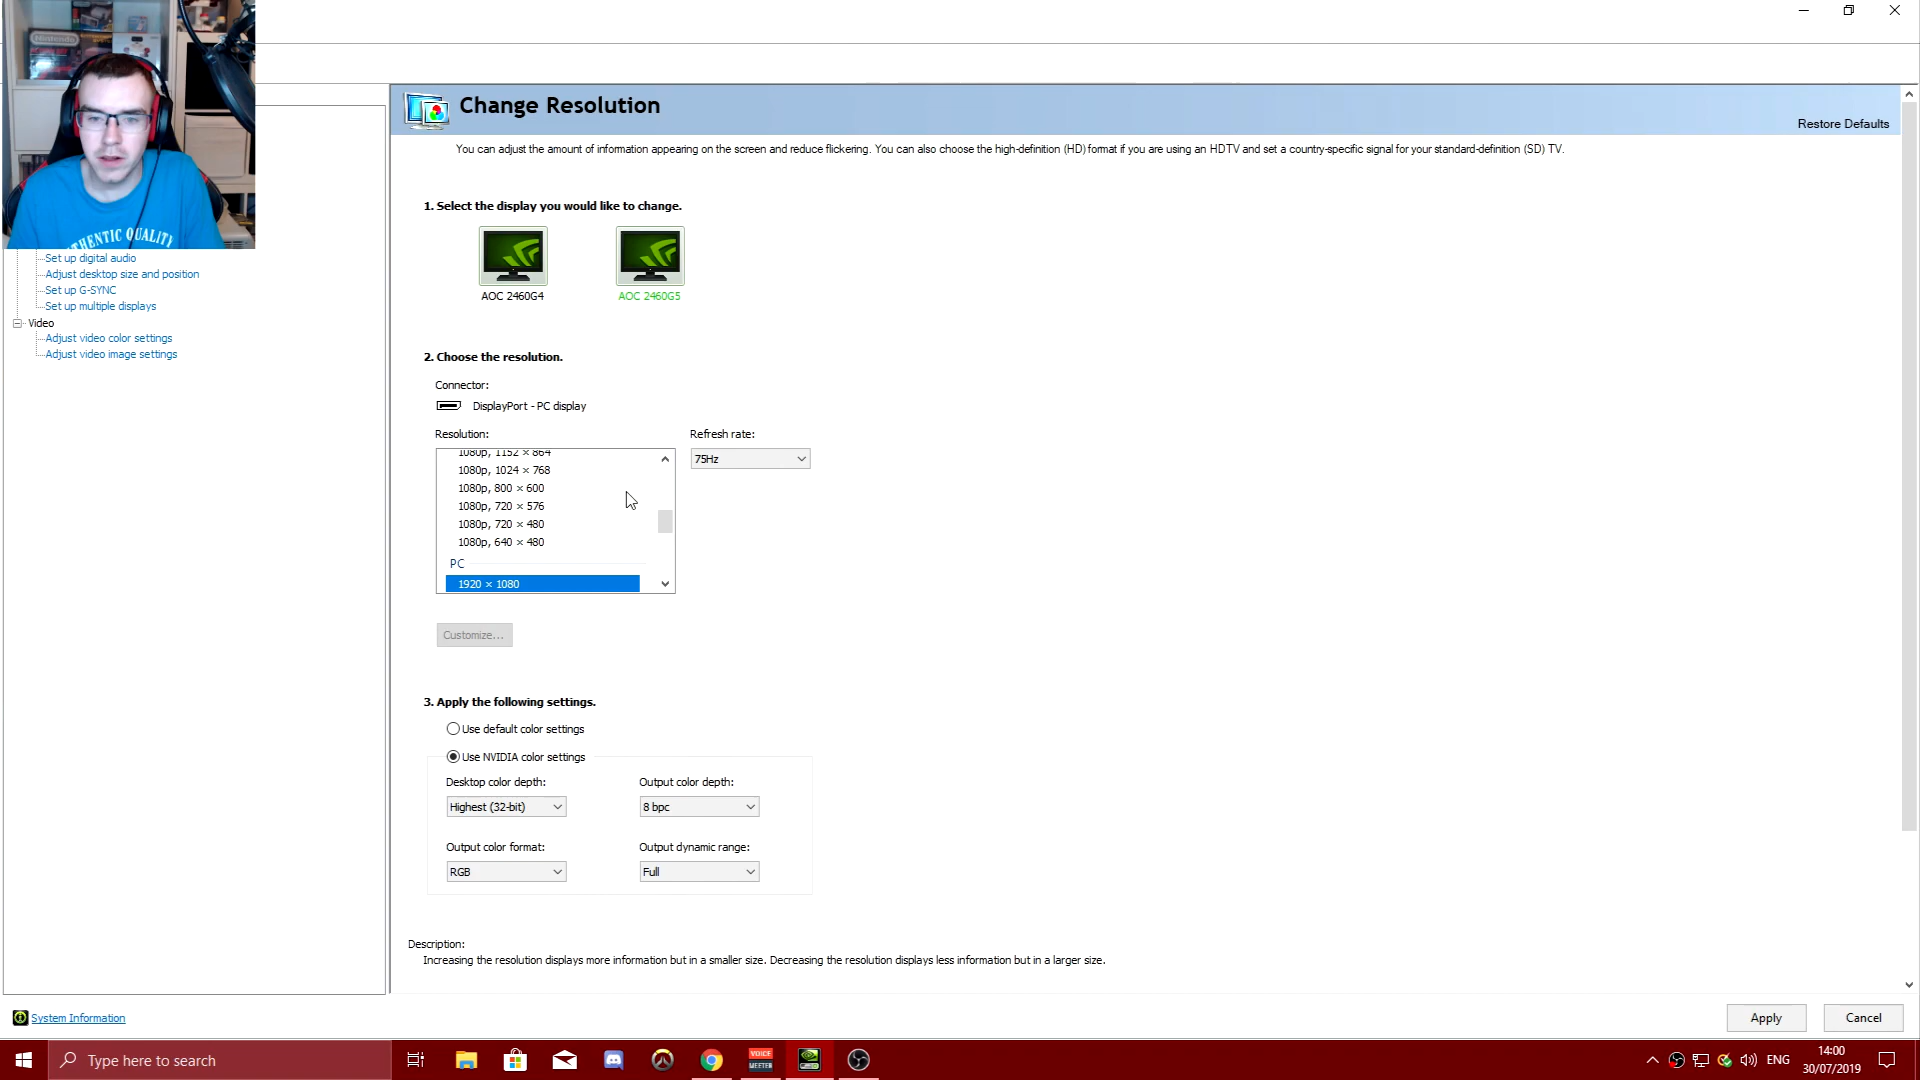 Nintendo
AUTHENTIC QUALITY
Set up digital audio
Adjust desktop size and position
Set up G-SYNC
Set up multiple displays
Video
Adjust video color settings
Adjust video image settings
System Information
Change Resolution
Restore Defaults
You can adjust the amount of information appearing on the screen and reduce flickering. You can also choose the high-definition (HD) format if you are using an HDTV and set a country-specific signal for your standard-definition (SD) TV.
1. Select the display you would like to change.
AOC 2460G4
AOC 2460G5
2. Choose the resolution.
Connector:
DisplayPort - PC display
Resolution:
Refresh rate:
75Hz
1080p, 1152 × 864
1080p, 1024 × 768
1080p, 800 × 600
1080p, 720 × 576
1080p, 720 × 480
1080p, 640 × 480
PC
1920 × 1080
Customize...
3. Apply the following settings.
Use default color settings
Use NVIDIA color settings
Desktop color depth:
Output color depth:
Highest (32-bit)
8 bpc
Output color format:
Output dynamic range:
RGB
Full
Description:
Increasing the resolution displays more information but in a smaller size. Decreasing the resolution displays less information but in a larger size.
Apply
Cancel
Type here to search
VOICE
MEETER
ENG
14:00
30/07/2019